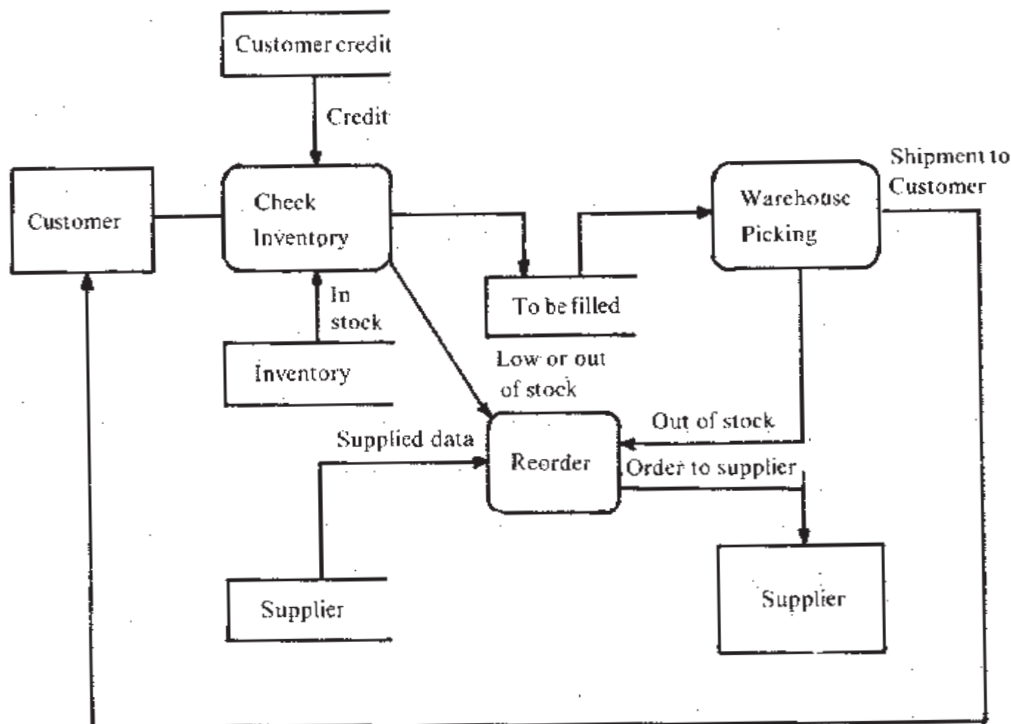 Customer credit
Credit
Shipment to
Customer
Customer
Check
Inventory
Warehouse
Picking
In
stock
To be filled
Inventory
Low or out
of stock
Supplied data
Reorder
Out of stock
Order to supplier
Supplier
Supplier